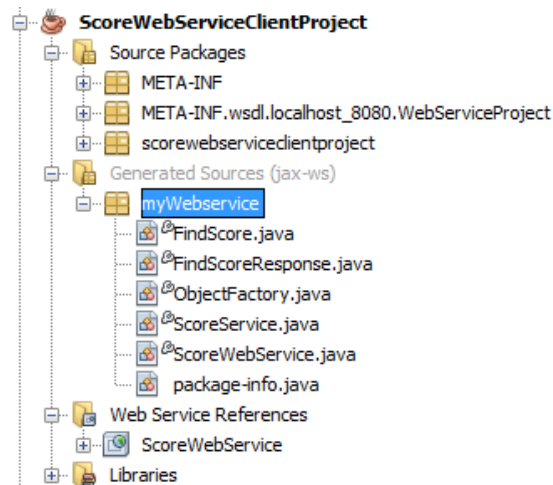 ScoreWebServiceClientProject
Source Packages
META-INF
META-INF.wsdl.localhost_8080.WebServiceProject
scorewebserviceclientproject
Generated Sources (jax-ws)
myWebservice
FindScore.java
FindScoreResponse.java
ObjectFactory.java
ScoreService.java
ScoreWebService.java
package-info.java
Web Service References
ScoreWebService
Libraries